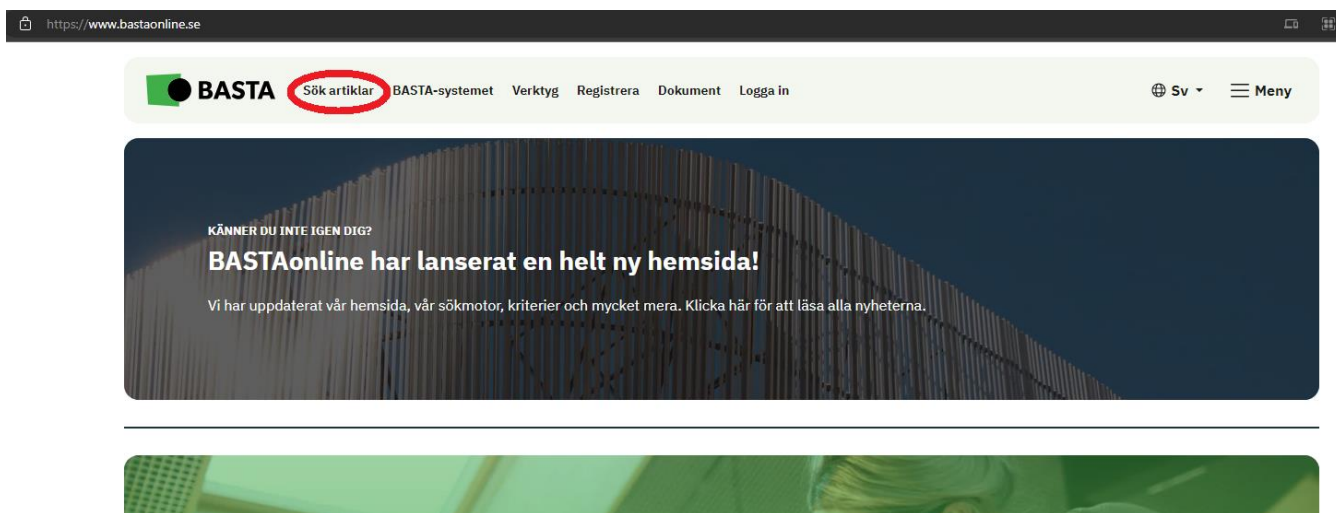 https://www.bastaonline.se
BASTA Sök artiklar BASTA-systemet Verktyg Registrera Dokument Logga in Sv Meny
KÄNNER DU INTE IGEN DIG?
BASTAonline har lanserat en helt ny hemsida!
Vi har uppdaterat vår hemsida, vår sökmotor, kriterier och mycket mera. Klicka här för att läsa alla nyheterna.